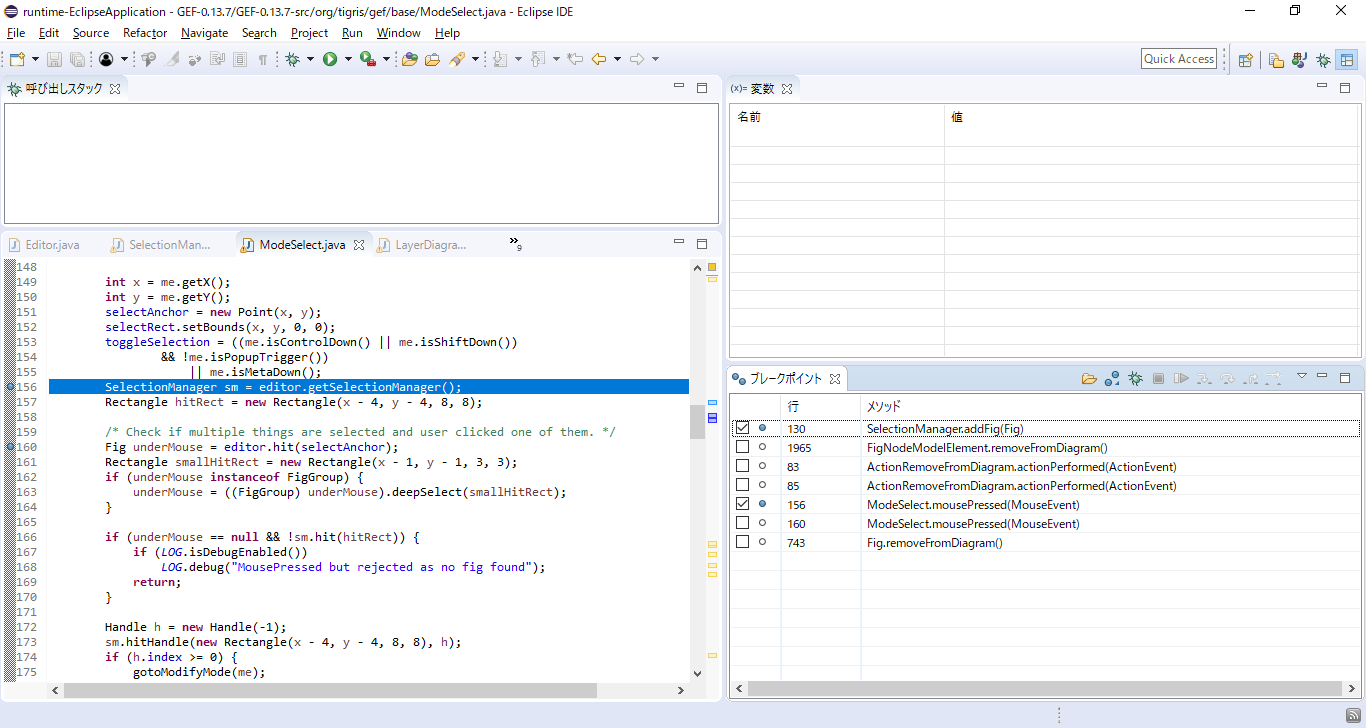 runtime-EclipseApplication - GEF-0.13.7/GEF-0.13.7-src/org/tigris/gef/base/ModeSelect.java - Eclipse IDE
File Edit Source Refactor Navigate Search Project Run Window Help
Quick Access
呼び出しスタック
(x)= 変数
名前 値
Editor.java SelectionMan... ModeSelect.java LayerDiagra... »9
148
149 int x = me.getX();
150 int y = me.getY();
151 selectAnchor = new Point(x, y);
152 selectRect.setBounds(x, y, 0, 0);
153 toggleSelection = ((me.isControlDown() || me.isShiftDown())
154 && !me.isPopupTrigger())
155 || me.isMetaDown();
156 SelectionManager sm = editor.getSelectionManager();
157 Rectangle hitRect = new Rectangle(x - 4, y - 4, 8, 8);
158
159 /* Check if multiple things are selected and user clicked one of them. */
160 Fig underMouse = editor.hit(selectAnchor);
161 Rectangle smallHitRect = new Rectangle(x - 1, y - 1, 3, 3);
162 if (underMouse instanceof FigGroup) {
163 underMouse = ((FigGroup) underMouse).deepSelect(smallHitRect);
164 }
165
166 if (underMouse == null && !sm.hit(hitRect)) {
167 if (LOG.isDebugEnabled())
168 LOG.debug("MousePressed but rejected as no fig found");
169 return;
170 }
171
172 Handle h = new Handle(-1);
173 sm.hitHandle(new Rectangle(x - 4, y - 4, 8, 8), h);
174 if (h.index >= 0) {
175 gotoModifyMode(me);
ブレークポイント
行 メソッド
130 SelectionManager.addFig(Fig)
1965 FigNodeModelElement.removeFromDiagram()
83 ActionRemoveFromDiagram.actionPerformed(ActionEvent)
85 ActionRemoveFromDiagram.actionPerformed(ActionEvent)
156 ModeSelect.mousePressed(MouseEvent)
160 ModeSelect.mousePressed(MouseEvent)
743 Fig.removeFromDiagram()